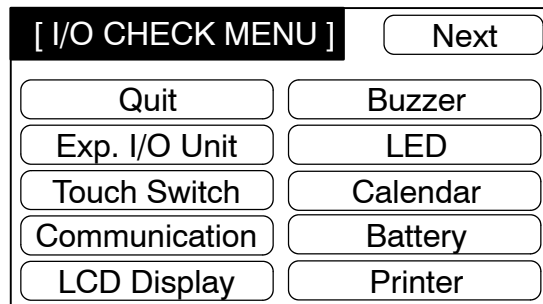 [ I/O CHECK MENU ] Next
Quit Buzzer
Exp. I/O Unit LED
Touch Switch Calendar
Communication Battery
LCD Display Printer